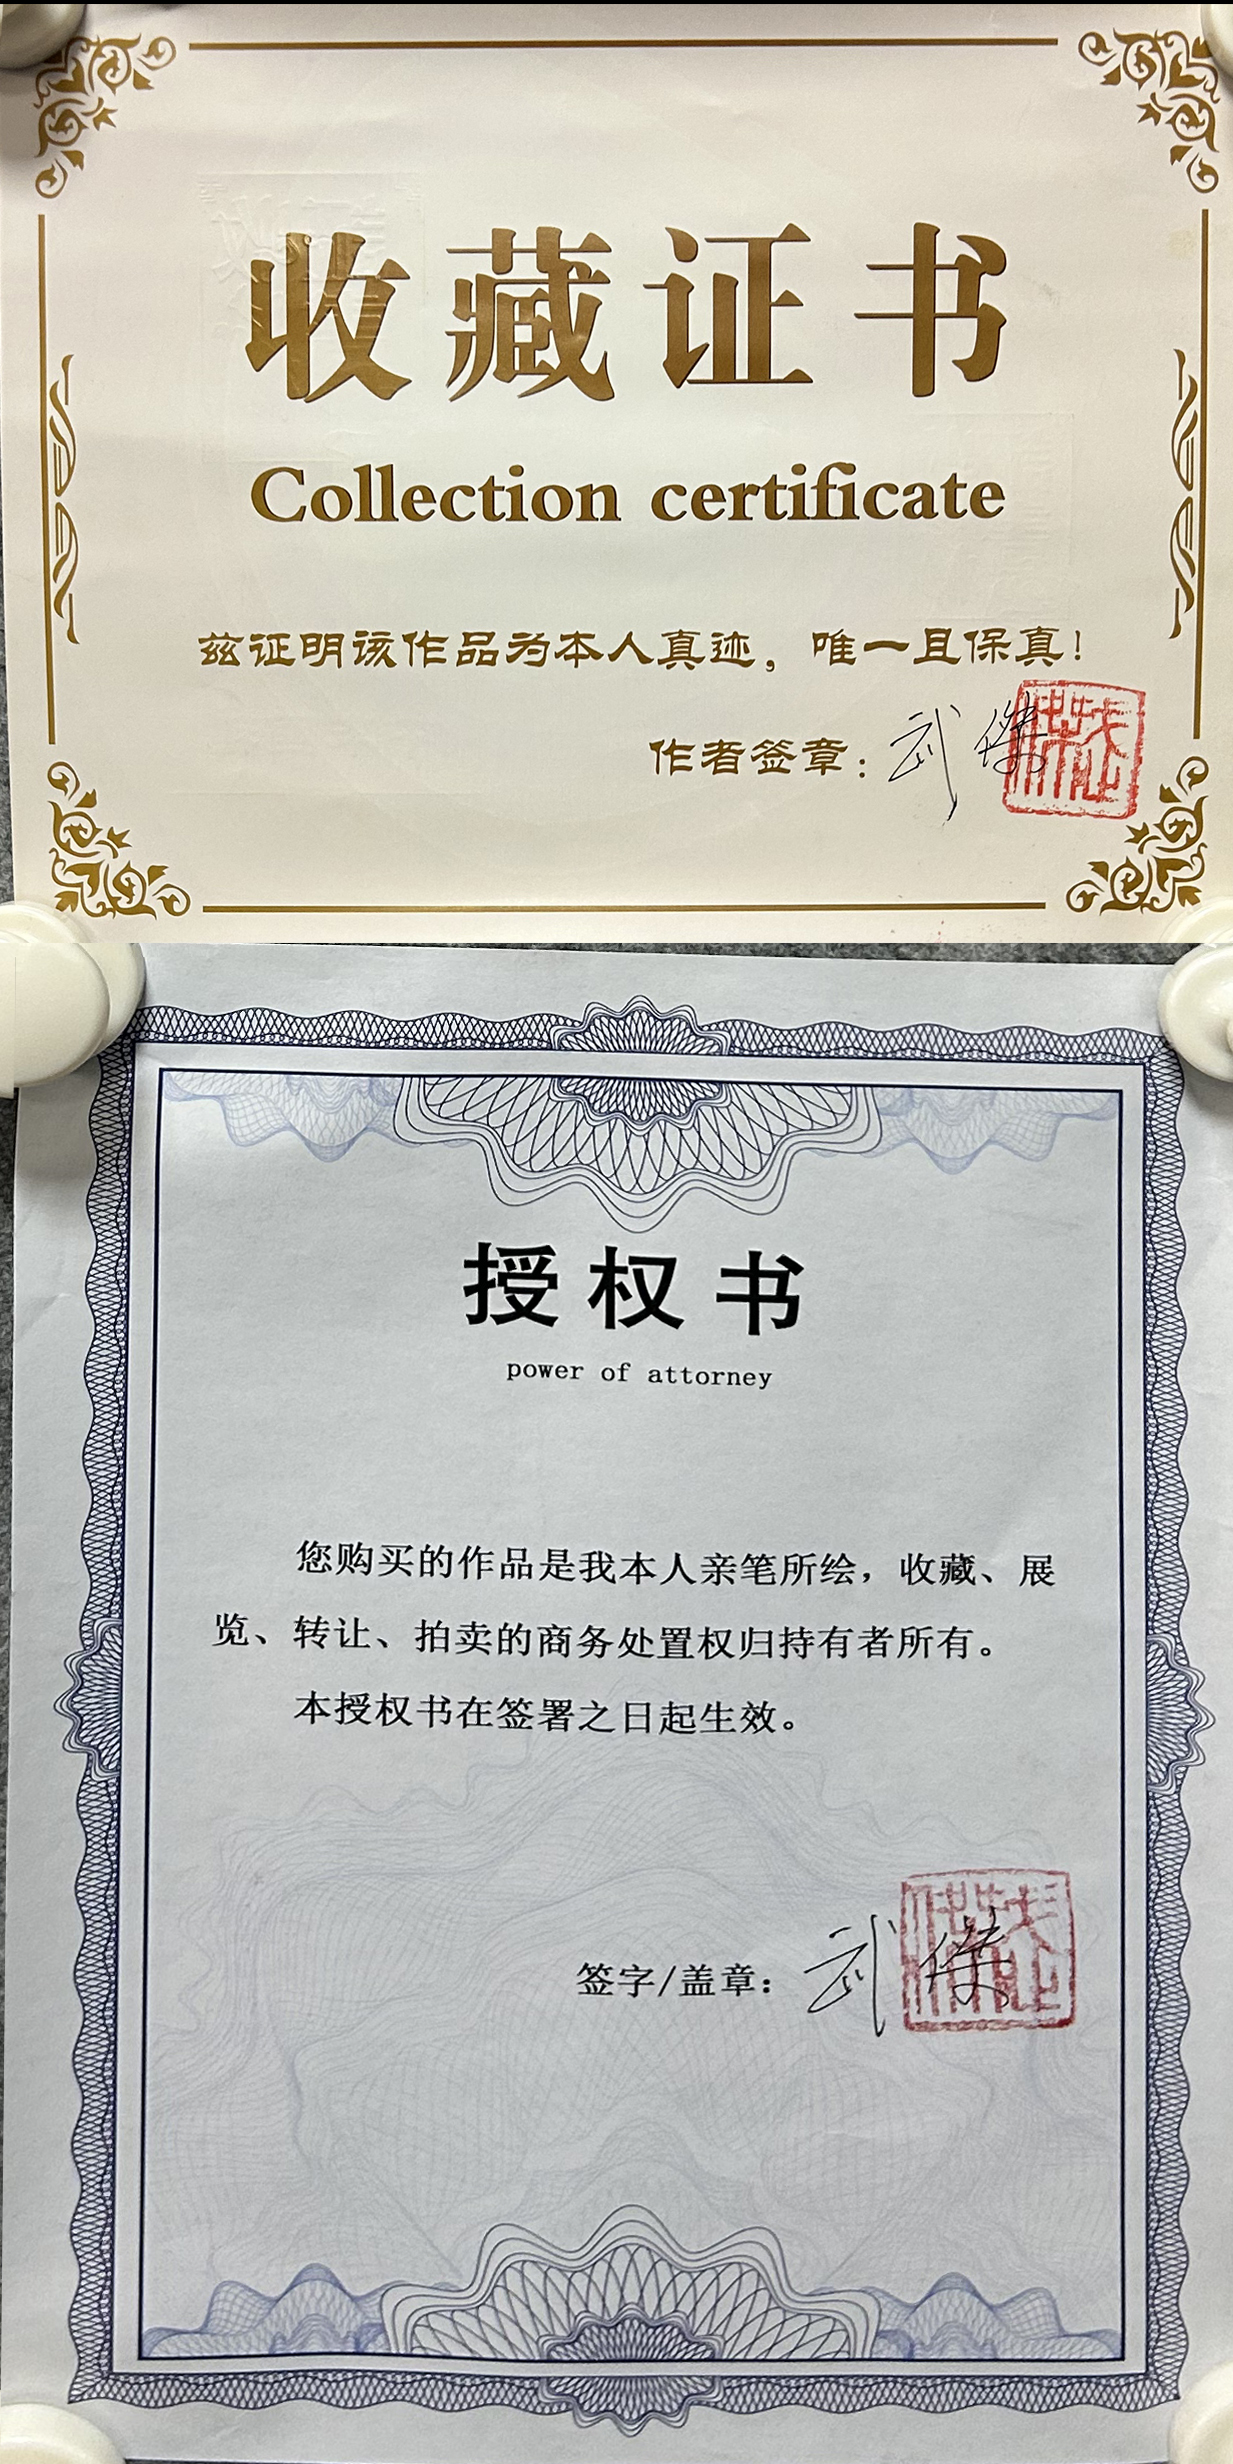 收藏证书
Collection certificate
兹证明该作品为本人真迹，唯一且保真！
作者签章：武傑
授权书
power of attorney
您购买的作品是我本人亲笔所绘，收藏、展
览、转让、拍卖的商务处置权归持有者所有。
本授权书在签署之日起生效。
签字/盖章：武傑